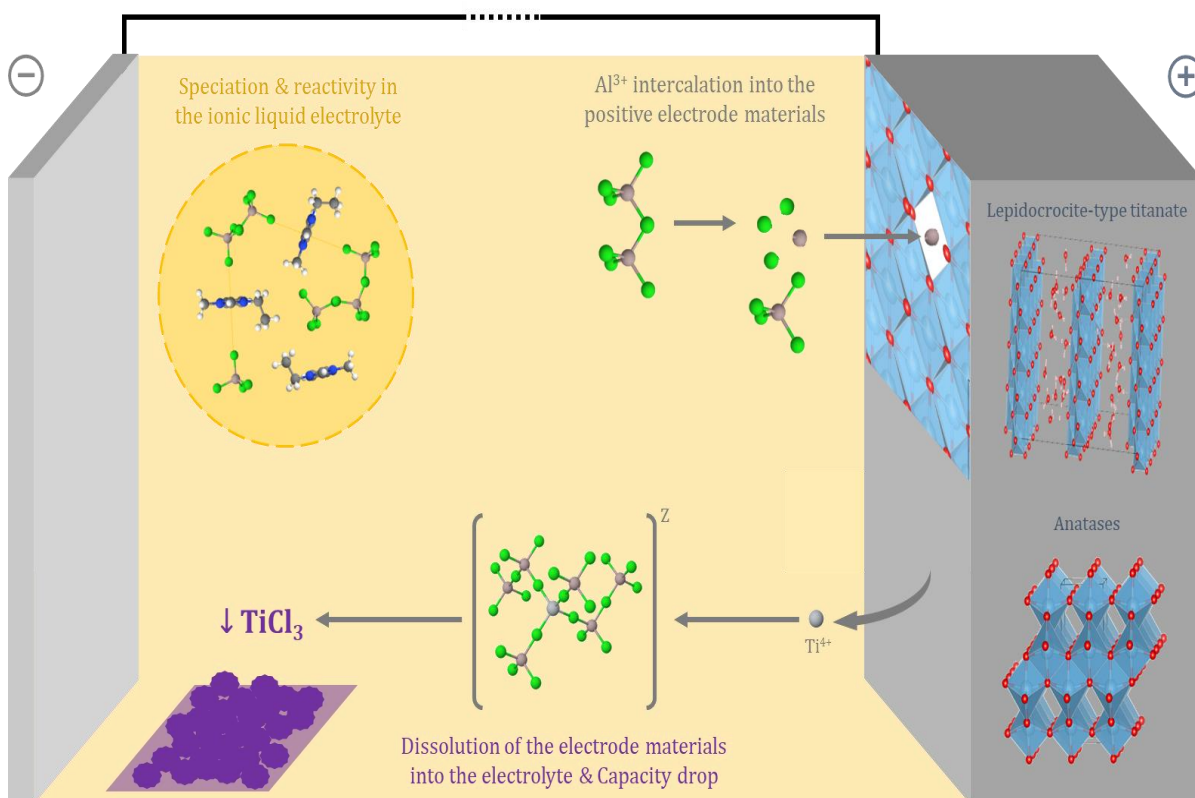 −
+
Speciation & reactivity in
the ionic liquid electrolyte
Al³⁺ intercalation into the
positive electrode materials
Lepidocrocite-type titanate
Anatases
Z
Ti⁴⁺
↓ TiCl₃
Dissolution of the electrode materials
into the electrolyte & Capacity drop